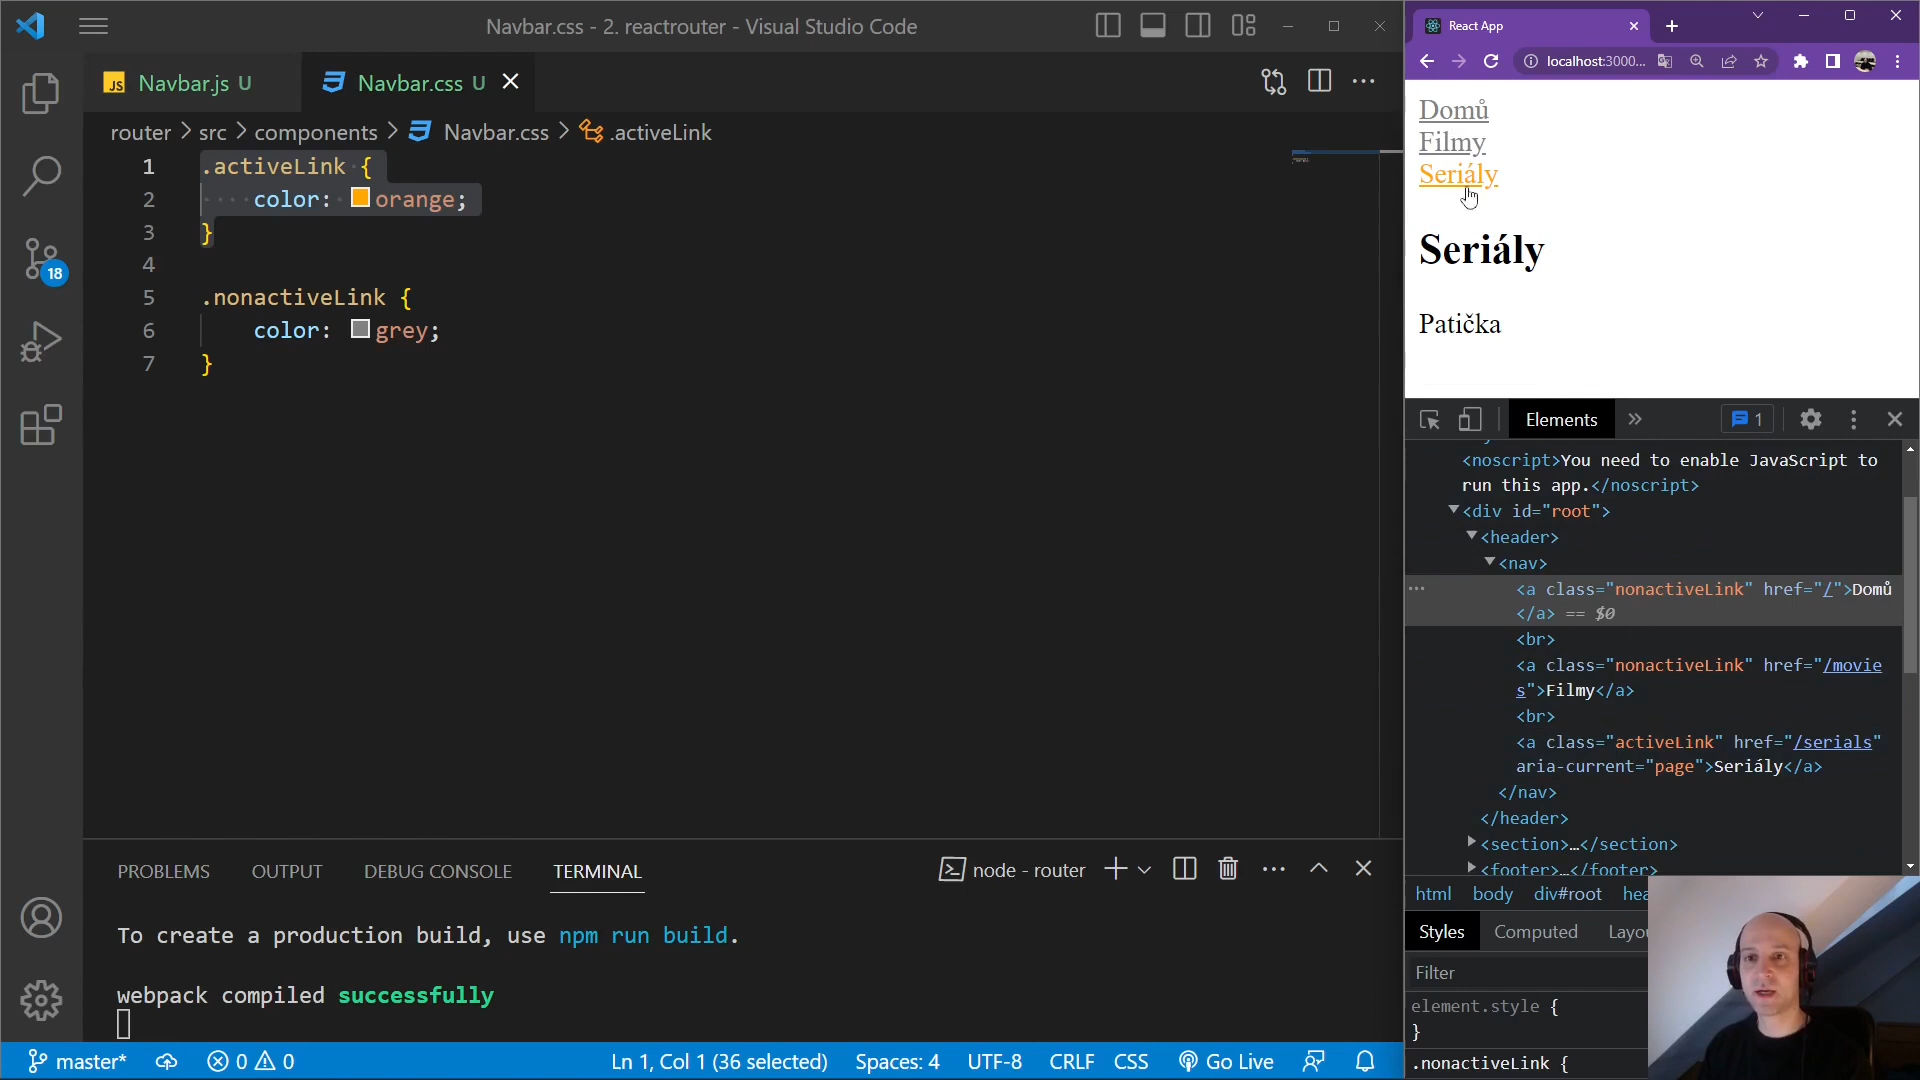 Navbar.css - 2. reactrouter - Visual Studio Code
Navbar.js U
Navbar.css U
router > src > components > Navbar.css > .activeLink
1 .activeLink {
2 color: orange;
3 }
4
5 .nonactiveLink {
6 color: grey;
7 }
18
PROBLEMS OUTPUT DEBUG CONSOLE TERMINAL
node - router
To create a production build, use npm run build.
webpack compiled successfully
master* 0 0 Ln 1, Col 1 (36 selected) Spaces: 4 UTF-8 CRLF CSS Go Live
React App
localhost:3000...
Domů
Filmy
Seriály
Seriály
Patička
Elements » 1
<noscript>You need to enable JavaScript to
run this app.</noscript>
<div id="root">
<header>
<nav>
<a class="nonactiveLink" href="/">Domů
</a> == $0
<br>
<a class="nonactiveLink" href="/movie
s">Filmy</a>
<br>
<a class="activeLink" href="/serials"
aria-current="page">Seriály</a>
</nav>
</header>
<section>…</section>
<footer>…</footer>
html body div#root hea
Styles Computed Layou
Filter
element.style {
}
.nonactiveLink {